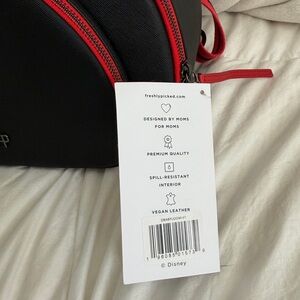 freshlypicked.com
DESIGNED BY MOMS
FOR MOMS
PREMIUM QUALITY
SPILL-RESISTANT
INTERIOR
VEGAN LEATHER
© Disney